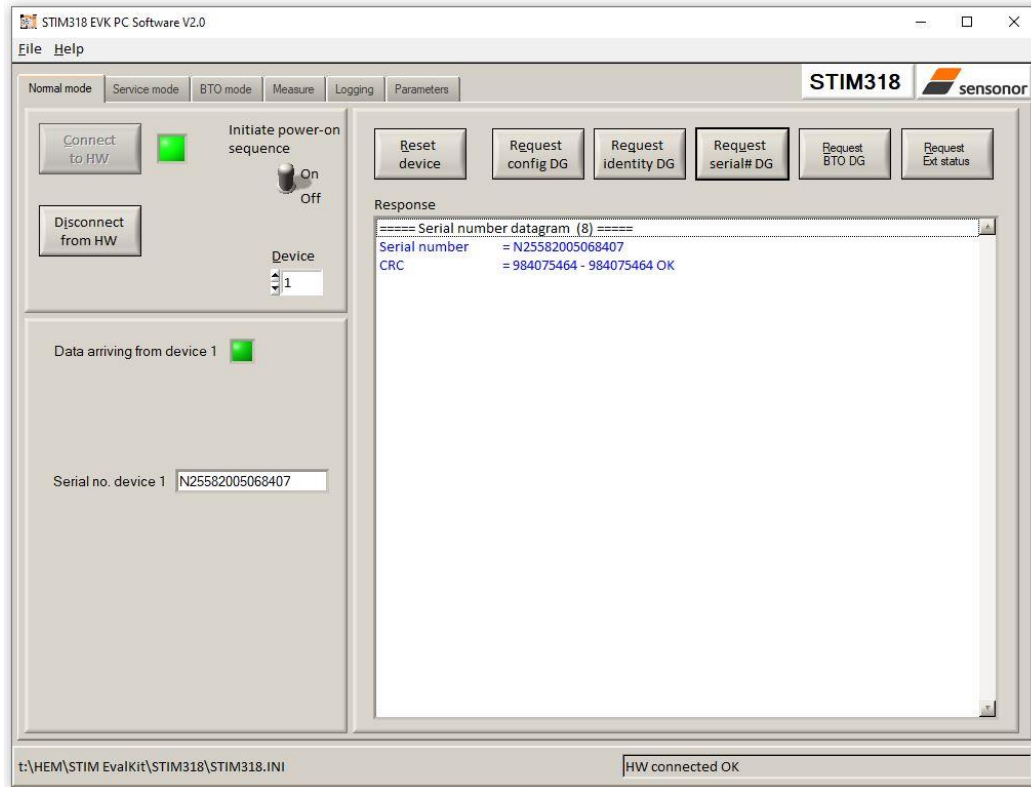 STIM318 EVK PC Software V2.0
File Help
Normal mode Service mode BTO mode Measure Logging Parameters
STIM318 sensonor
Connect
to HW
Initiate power-on
sequence
On
Off
Disconnect
from HW
Device
1
Data arriving from device 1
Serial no. device 1 N25582005068407
Reset
device
Request
config DG
Request
identity DG
Request
serial# DG
Request
BTO DG
Request
Ext status
Response
===== Serial number datagram (8) =====
Serial number = N25582005068407
CRC = 984075464 - 984075464 OK
t:\HEM\STIM EvalKit\STIM318\STIM318.INI
HW connected OK